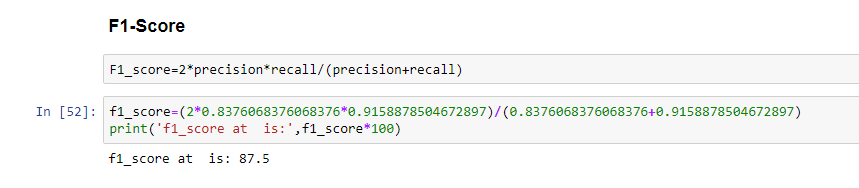 F1-Score
F1_score=2*precision*recall/(precision+recall)
In [52]: f1_score=(2*0.8376068376068376*0.9158878504672897)/(0.8376068376068376+0.9158878504672897)
print('f1_score at  is:',f1_score*100)
f1_score at  is: 87.5